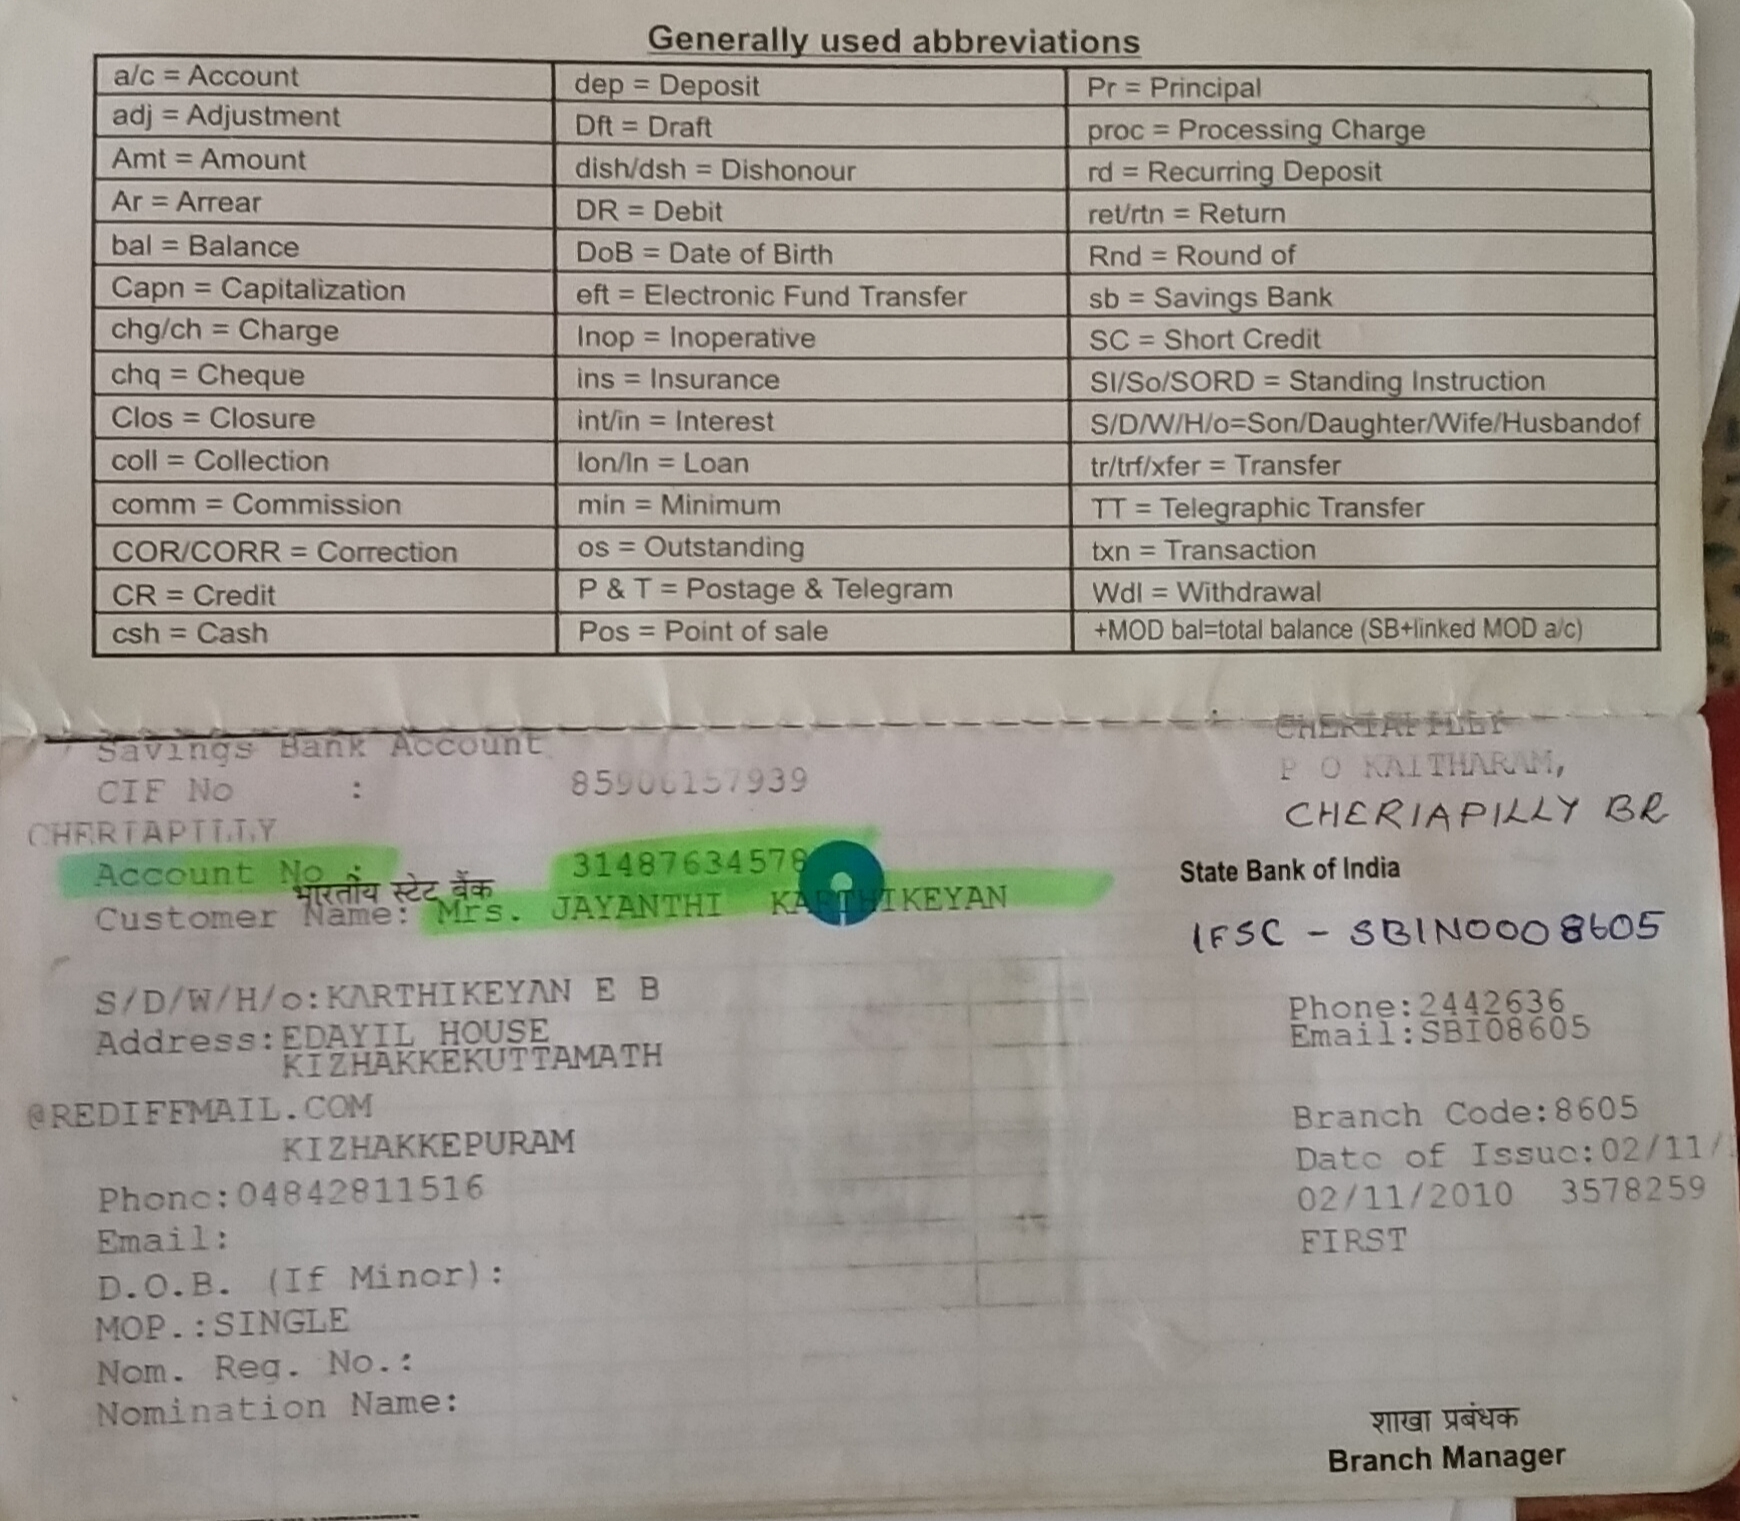 Generally used abbreviations
a/c = Account
adj = Adjustment
Amt = Amount
Ar = Arrear
bal = Balance
Capn = Capitalization
chg/ch = Charge
chq = Cheque
Clos = Closure
coll = Collection
comm = Commission
COR/CORR = Correction
CR = Credit
csh = Cash
dep = Deposit
Dft = Draft
dish/dsh = Dishonour
DR = Debit
DoB = Date of Birth
eft = Electronic Fund Transfer
Inop = Inoperative
ins = Insurance
int/in = Interest
lon/ln = Loan
min = Minimum
os = Outstanding
P & T = Postage & Telegram
Pos = Point of sale
Pr = Principal
proc = Processing Charge
rd = Recurring Deposit
ret/rtn = Return
Rnd = Round of
sb = Savings Bank
SC = Short Credit
SI/So/SORD = Standing Instruction
S/D/W/H/o=Son/Daughter/Wife/Husbandof
tr/trf/xfer = Transfer
TT = Telegraphic Transfer
txn = Transaction
Wdl = Withdrawal
+MOD bal=total balance (SB+linked MOD a/c)
Savings Bank Account
CIF No : 85906157939
CHERIAPILLY
Account No : 31487634578
भारतीय स्टेट बैंक
Customer Name: Mrs. JAYANTHI KARTHIKEYAN
S/D/W/H/o:KARTHIKEYAN E B
Address:EDAYIL HOUSE
KIZHAKKEKUTTAMATH
@REDIFFMAIL.COM
KIZHAKKEPURAM
Phone:04842811516
Email:
D.O.B. (If Minor):
MOP.:SINGLE
Nom. Reg. No.:
Nomination Name:
CHERIAPILLY
P O KAITHARAM,
CHERIAPILLY BR
State Bank of India
IFSC - SBIN0008605
Phone:2442636
Email:SBI08605
Branch Code:8605
Date of Issue:02/11/
02/11/2010 3578259
FIRST
शाखा प्रबंधक
Branch Manager